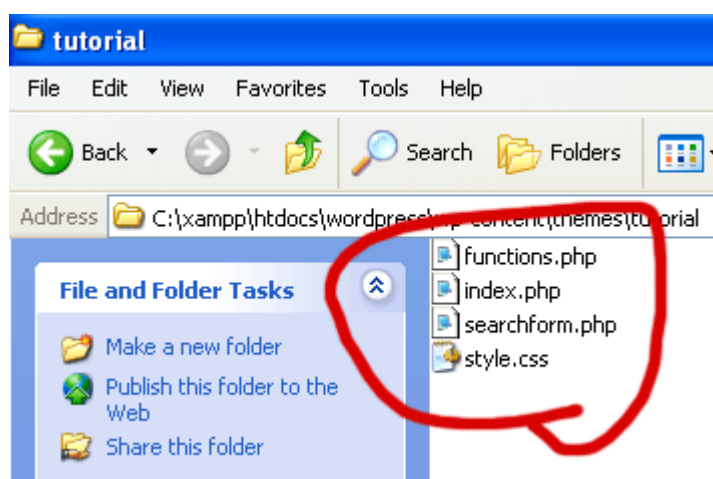 tutorial
File Edit View Favorites Tools Help
Back Search Folders
Address C:\xampp\htdocs\wordpress\wp-content\themes\tutorial
File and Folder Tasks
Make a new folder
Publish this folder to the
Web
Share this folder
functions.php
index.php
searchform.php
style.css